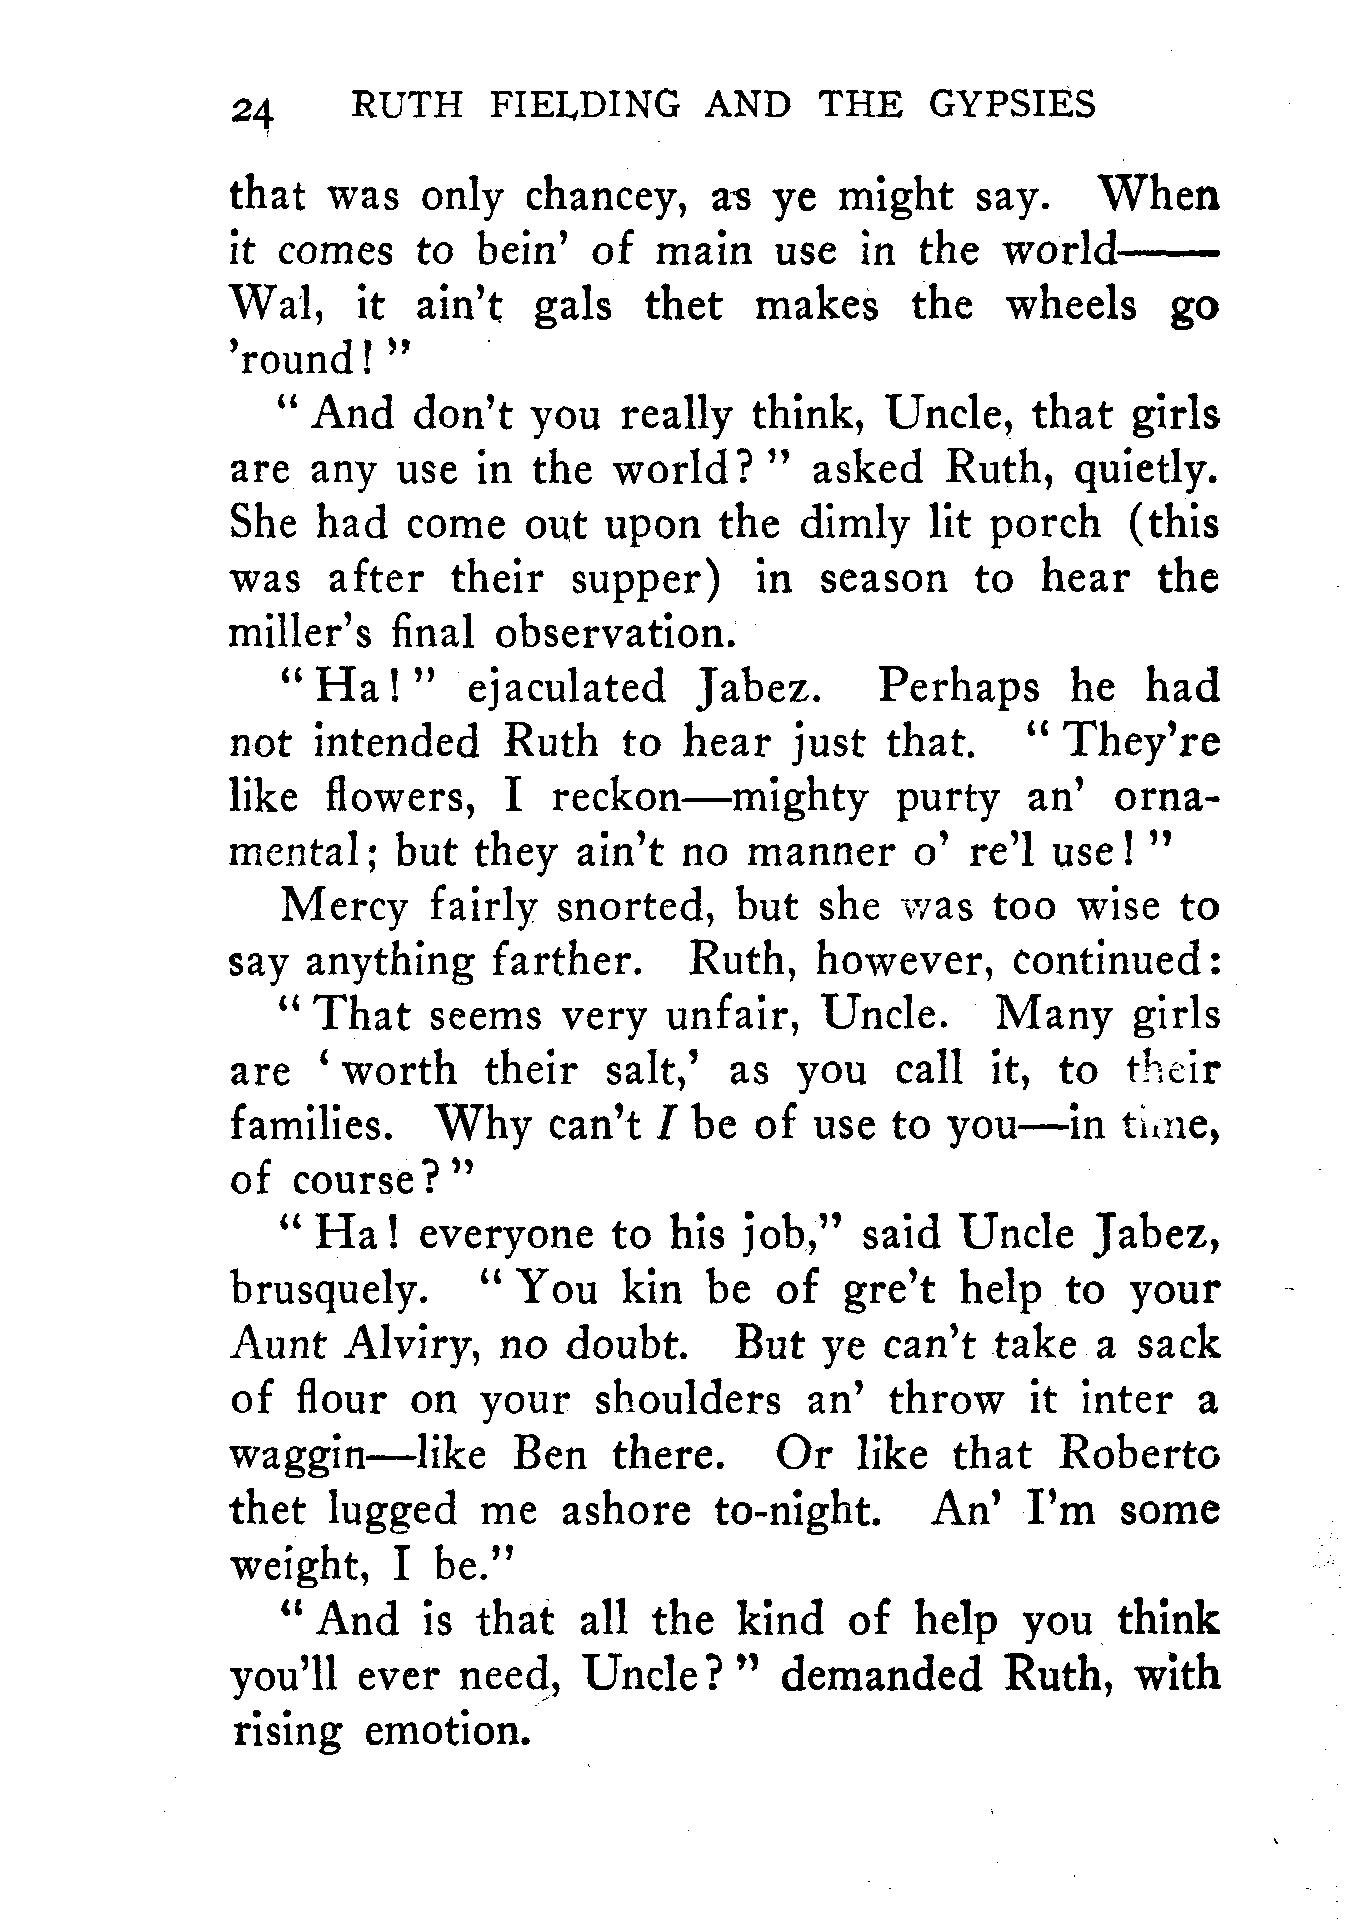 24 RUTH FIELDING AND THE GYPSIES
that was only chancey, as ye might say. When
it comes to bein' of main use in the world——
Wal, it ain't gals thet makes the wheels go
'round! "
" And don't you really think, Uncle, that girls
are any use in the world? " asked Ruth, quietly.
She had come out upon the dimly lit porch (this
was after their supper) in season to hear the
miller's final observation.
" Ha! " ejaculated Jabez. Perhaps he had
not intended Ruth to hear just that. " They're
like flowers, I reckon—mighty purty an' orna-
mental; but they ain't no manner o' re'l use! "
Mercy fairly snorted, but she was too wise to
say anything farther. Ruth, however, continued:
" That seems very unfair, Uncle. Many girls
are ' worth their salt,' as you call it, to their
families. Why can't I be of use to you—in time,
of course? "
" Ha! everyone to his job," said Uncle Jabez,
brusquely. " You kin be of gre't help to your
Aunt Alviry, no doubt. But ye can't take a sack
of flour on your shoulders an' throw it inter a
waggin—like Ben there. Or like that Roberto
thet lugged me ashore to-night. An' I'm some
weight, I be."
" And is that all the kind of help you think
you'll ever need, Uncle? " demanded Ruth, with
rising emotion.